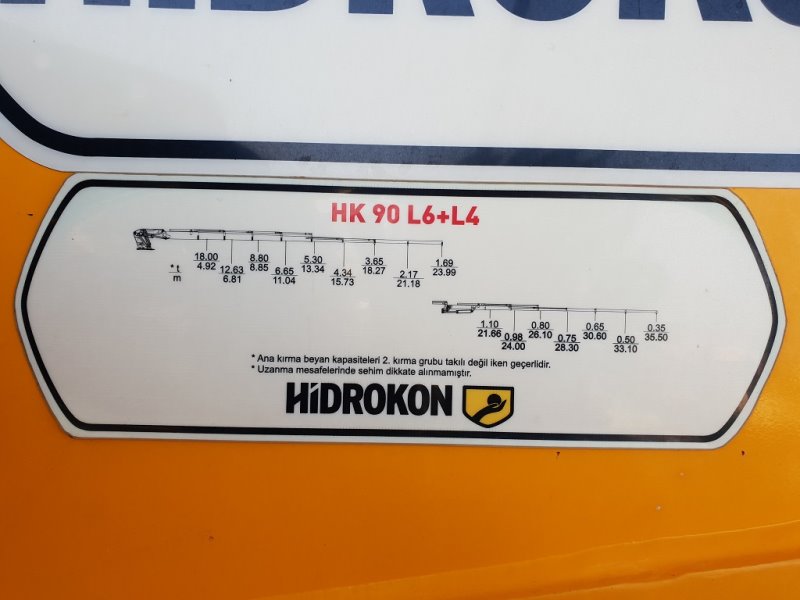 HİDROKON
HK 90 L6+L4
* t 18.00 12.63 8.80 6.65 5.30 4.34 3.65 2.17 1.69
m 4.92 6.81 8.85 11.04 13.34 15.73 18.27 21.18 23.99
1.10 0.98 0.80 0.75 0.65 0.50 0.35
21.66 24.00 26.10 28.30 30.60 33.10 35.50
* Ana kırma beyan kapasiteleri 2. kırma grubu takılı değil iken geçerlidir.
* Uzanma mesafelerinde sehim dikkate alınmamıştır.
HİDROKON